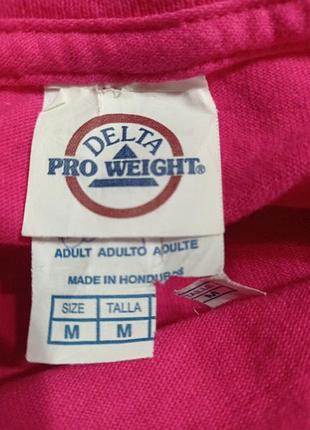 DELTA
PRO WEIGHT®
ADULT ADULTO ADULTE
MADE IN HONDURAS
SIZE TALLA
M M